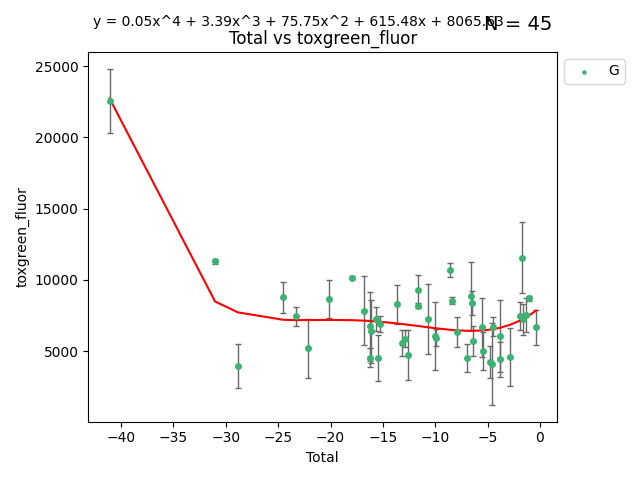 y = 0.05x^4 + 3.39x^3 + 75.75x^2 + 615.48x + 8065.63
N = 45
Total vs toxgreen_fluor
G
25000
20000
15000
10000
5000
toxgreen_fluor
−40 −35 −30 −25 −20 −15 −10 −5 0
Total